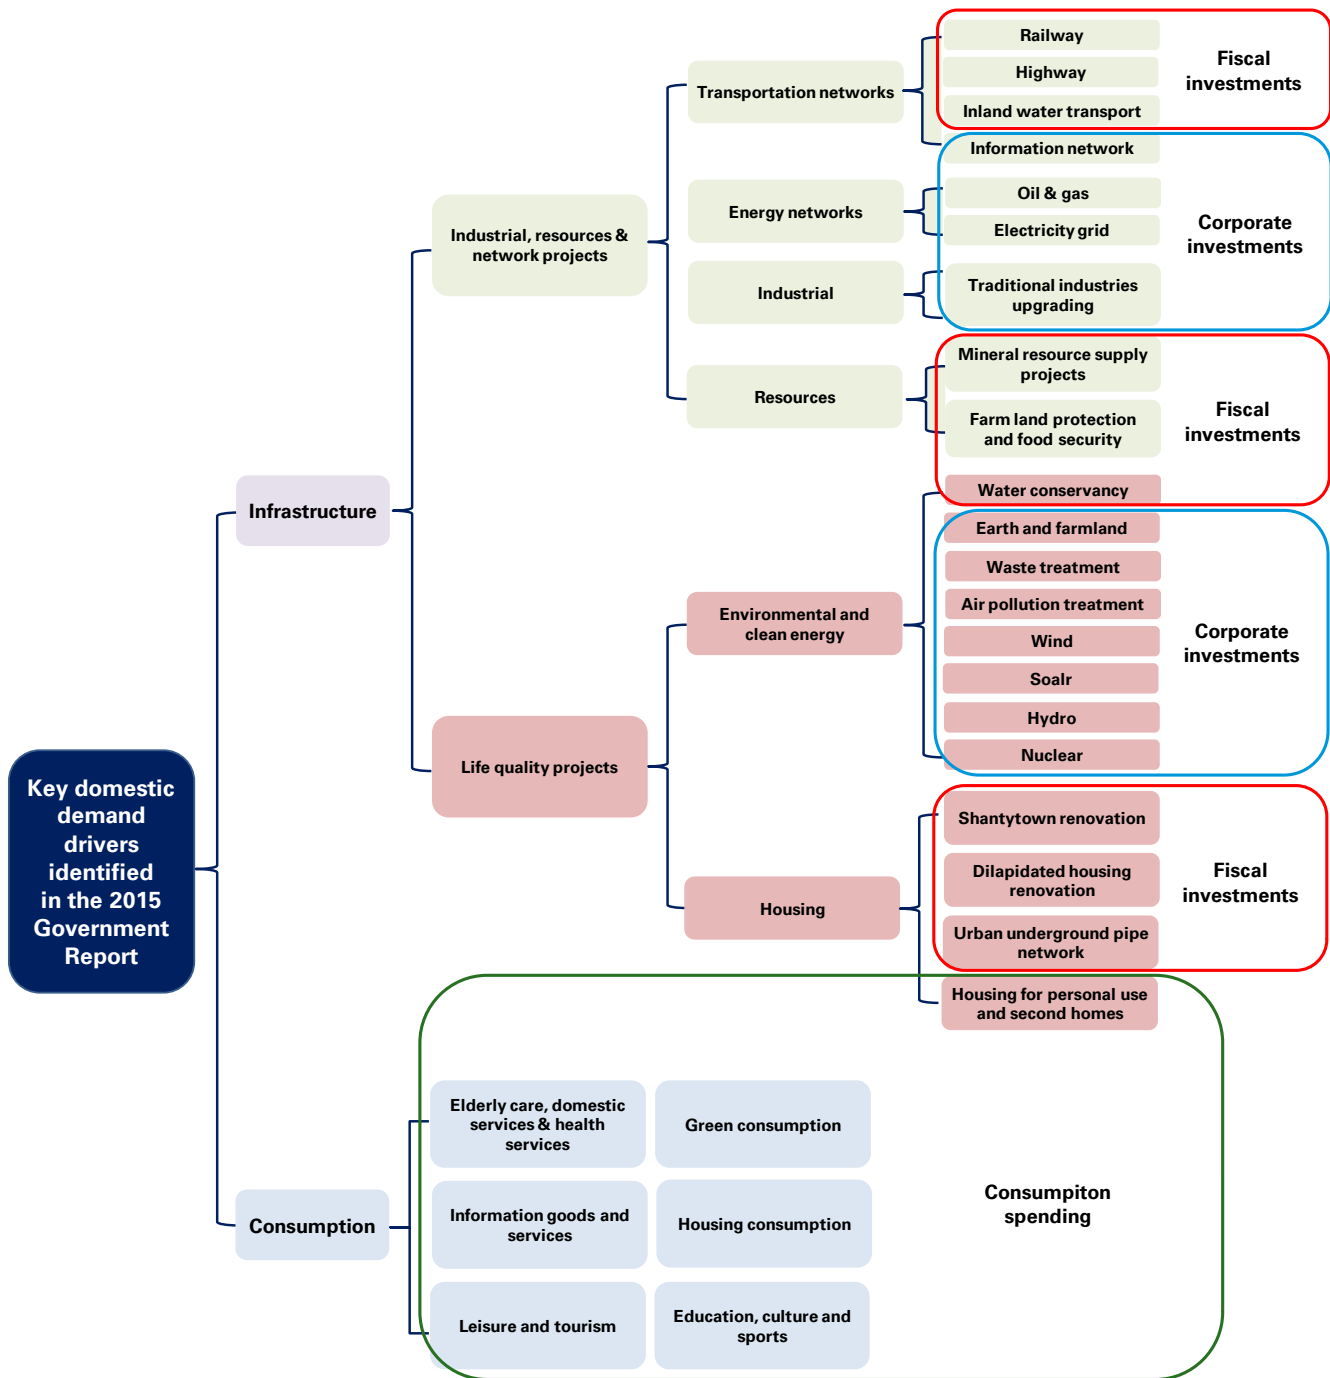 Key domestic
demand
drivers
identified
in the 2015
Government
Report
Infrastructure
Consumption
Industrial, resources &
network projects
Life quality projects
Transportation networks
Energy networks
Industrial
Resources
Environmental and
clean energy
Housing
Railway
Highway
Inland water transport
Information network
Oil & gas
Electricity grid
Traditional industries
upgrading
Mineral resource supply
projects
Farm land protection
and food security
Water conservancy
Earth and farmland
Waste treatment
Air pollution treatment
Wind
Soalr
Hydro
Nuclear
Shantytown renovation
Dilapidated housing
renovation
Urban underground pipe
network
Housing for personal use
and second homes
Fiscal
investments
Corporate
investments
Fiscal
investments
Corporate
investments
Fiscal
investments
Elderly care, domestic
services & health
services
Green consumption
Information goods and
services
Housing consumption
Leisure and tourism
Education, culture and
sports
Consumpiton
spending